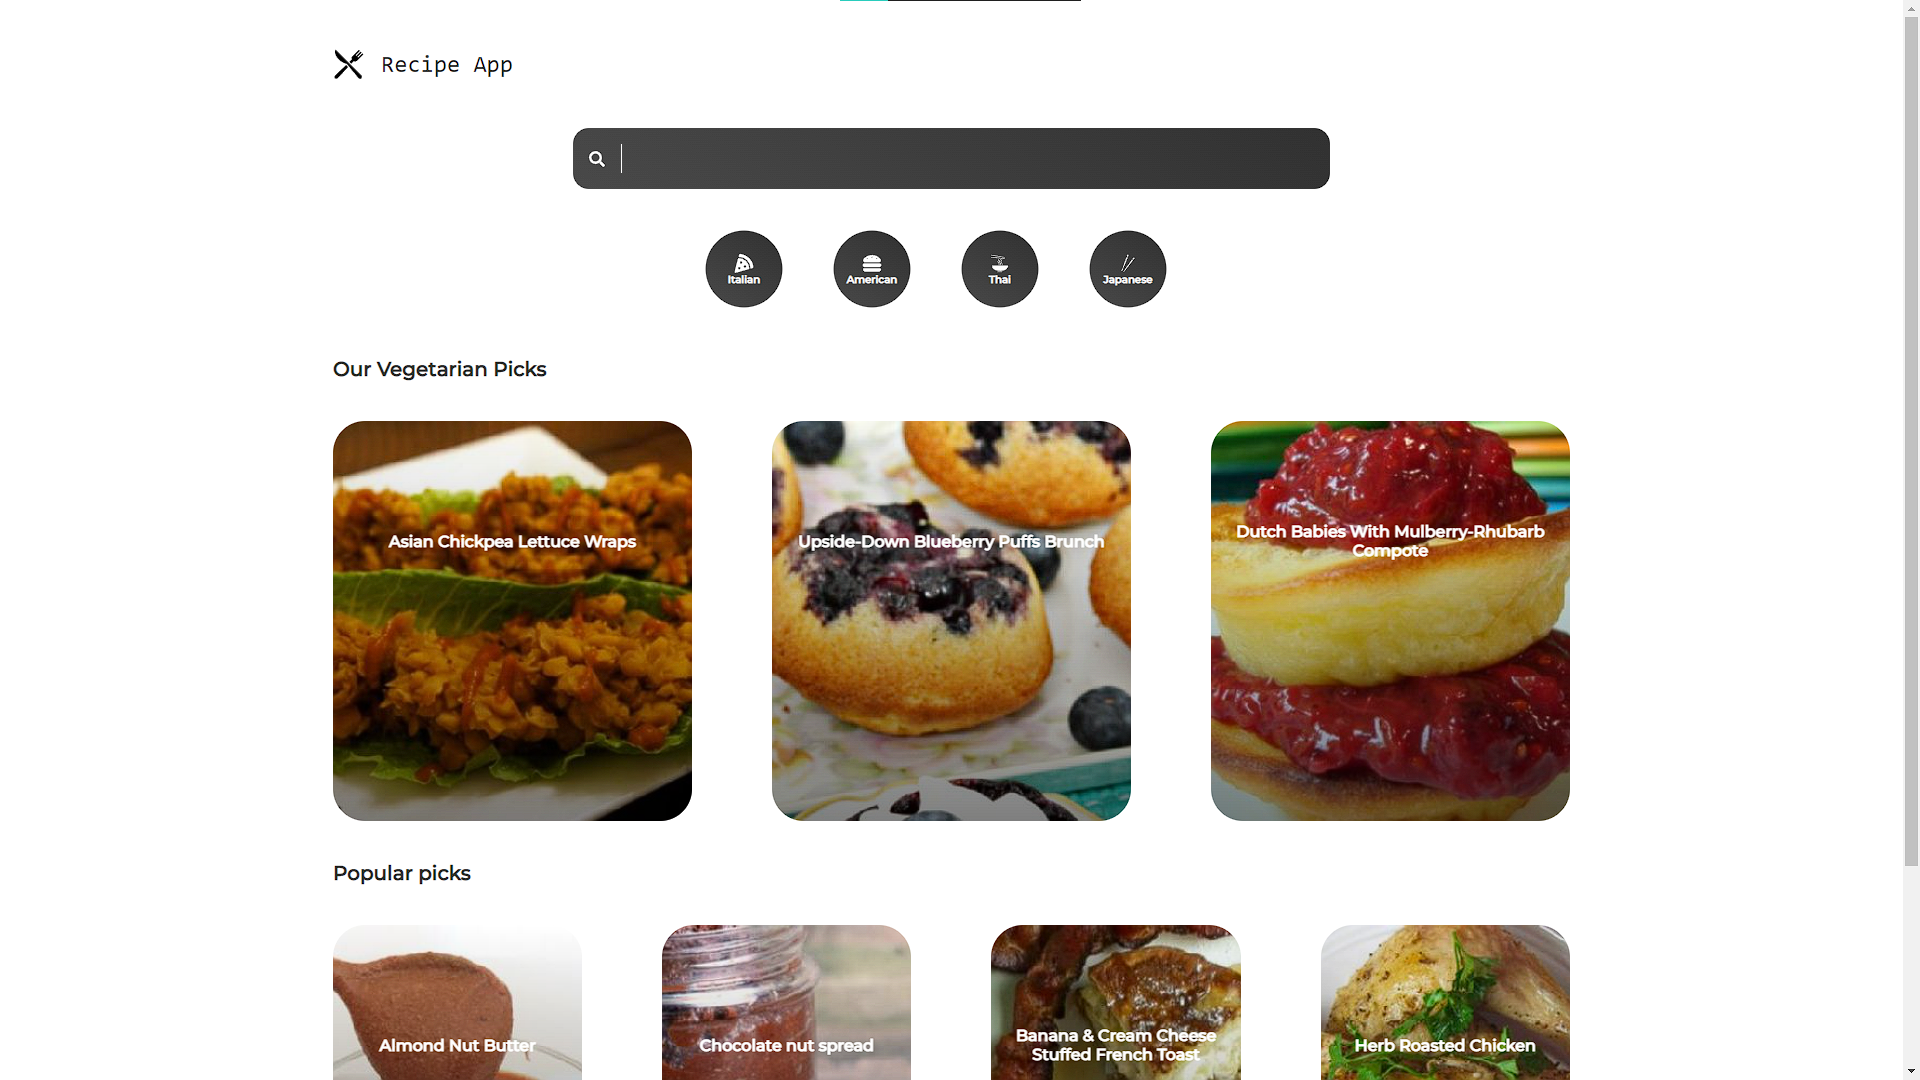 Recipe App
Italian
American
Thai
Japanese
Our Vegetarian Picks
Asian Chickpea Lettuce Wraps
Upside-Down Blueberry Puffs Brunch
Dutch Babies With Mulberry-Rhubarb
Compote
Popular picks
Almond Nut Butter
Chocolate nut spread
Banana & Cream Cheese
Stuffed French Toast
Herb Roasted Chicken